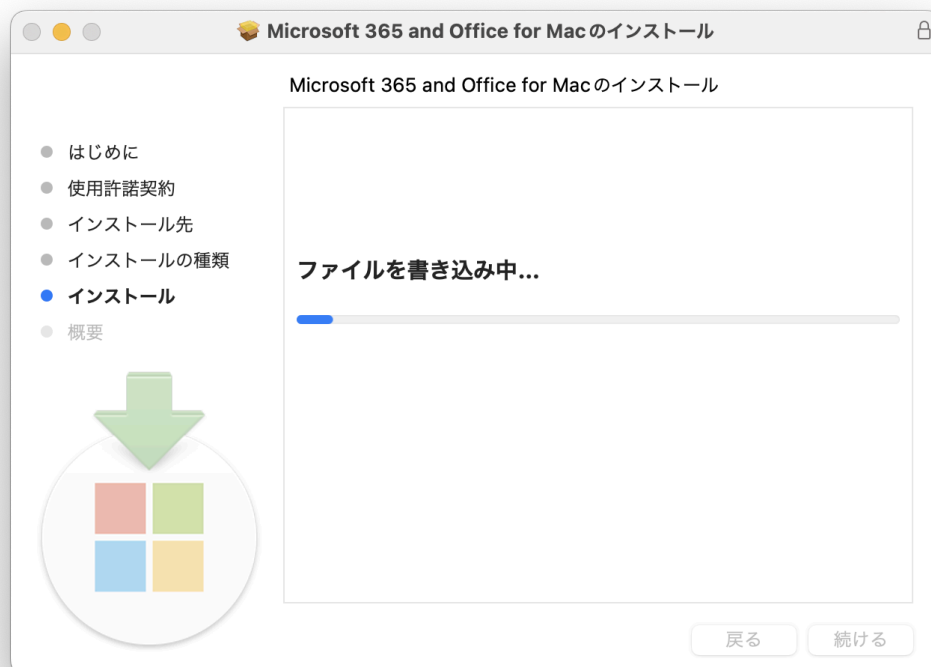 Microsoft 365 and Office for Macのインストール
Microsoft 365 and Office for Macのインストール
はじめに
使用許諾契約
インストール先
インストールの種類
インストール
概要
ファイルを書き込み中...
戻る
続ける